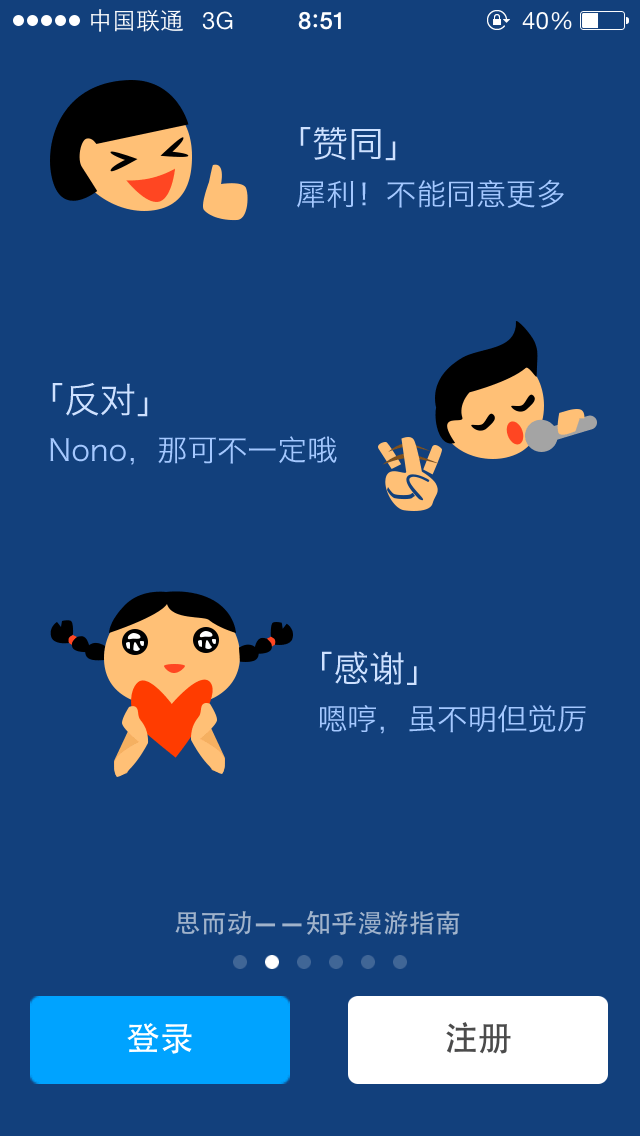 中国联通 3G 8:51 40%
「赞同」
犀利！不能同意更多
「反对」
Nono，那可不一定哦
「感谢」
嗯哼，虽不明但觉厉
思而动——知乎漫游指南
登录 注册